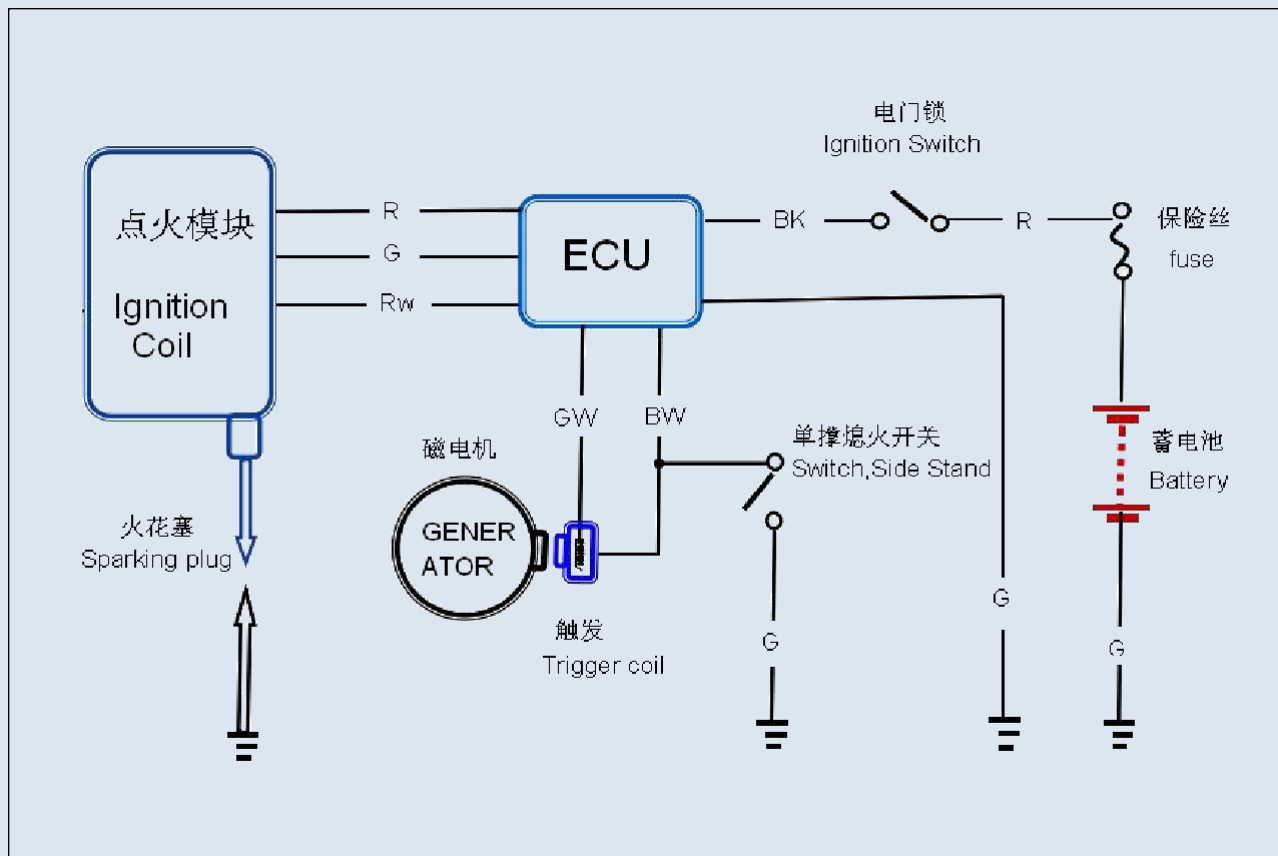 电门锁
Ignition Switch
点火模块
Ignition
Coil
R
G
Rw
ECU
BK
R
保险丝
fuse
GW
BW
磁电机
GENER
ATOR
单撑熄火开关
Switch,Side Stand
蓄电池
Battery
火花塞
Sparking plug
触发
Trigger coil
G
G
G